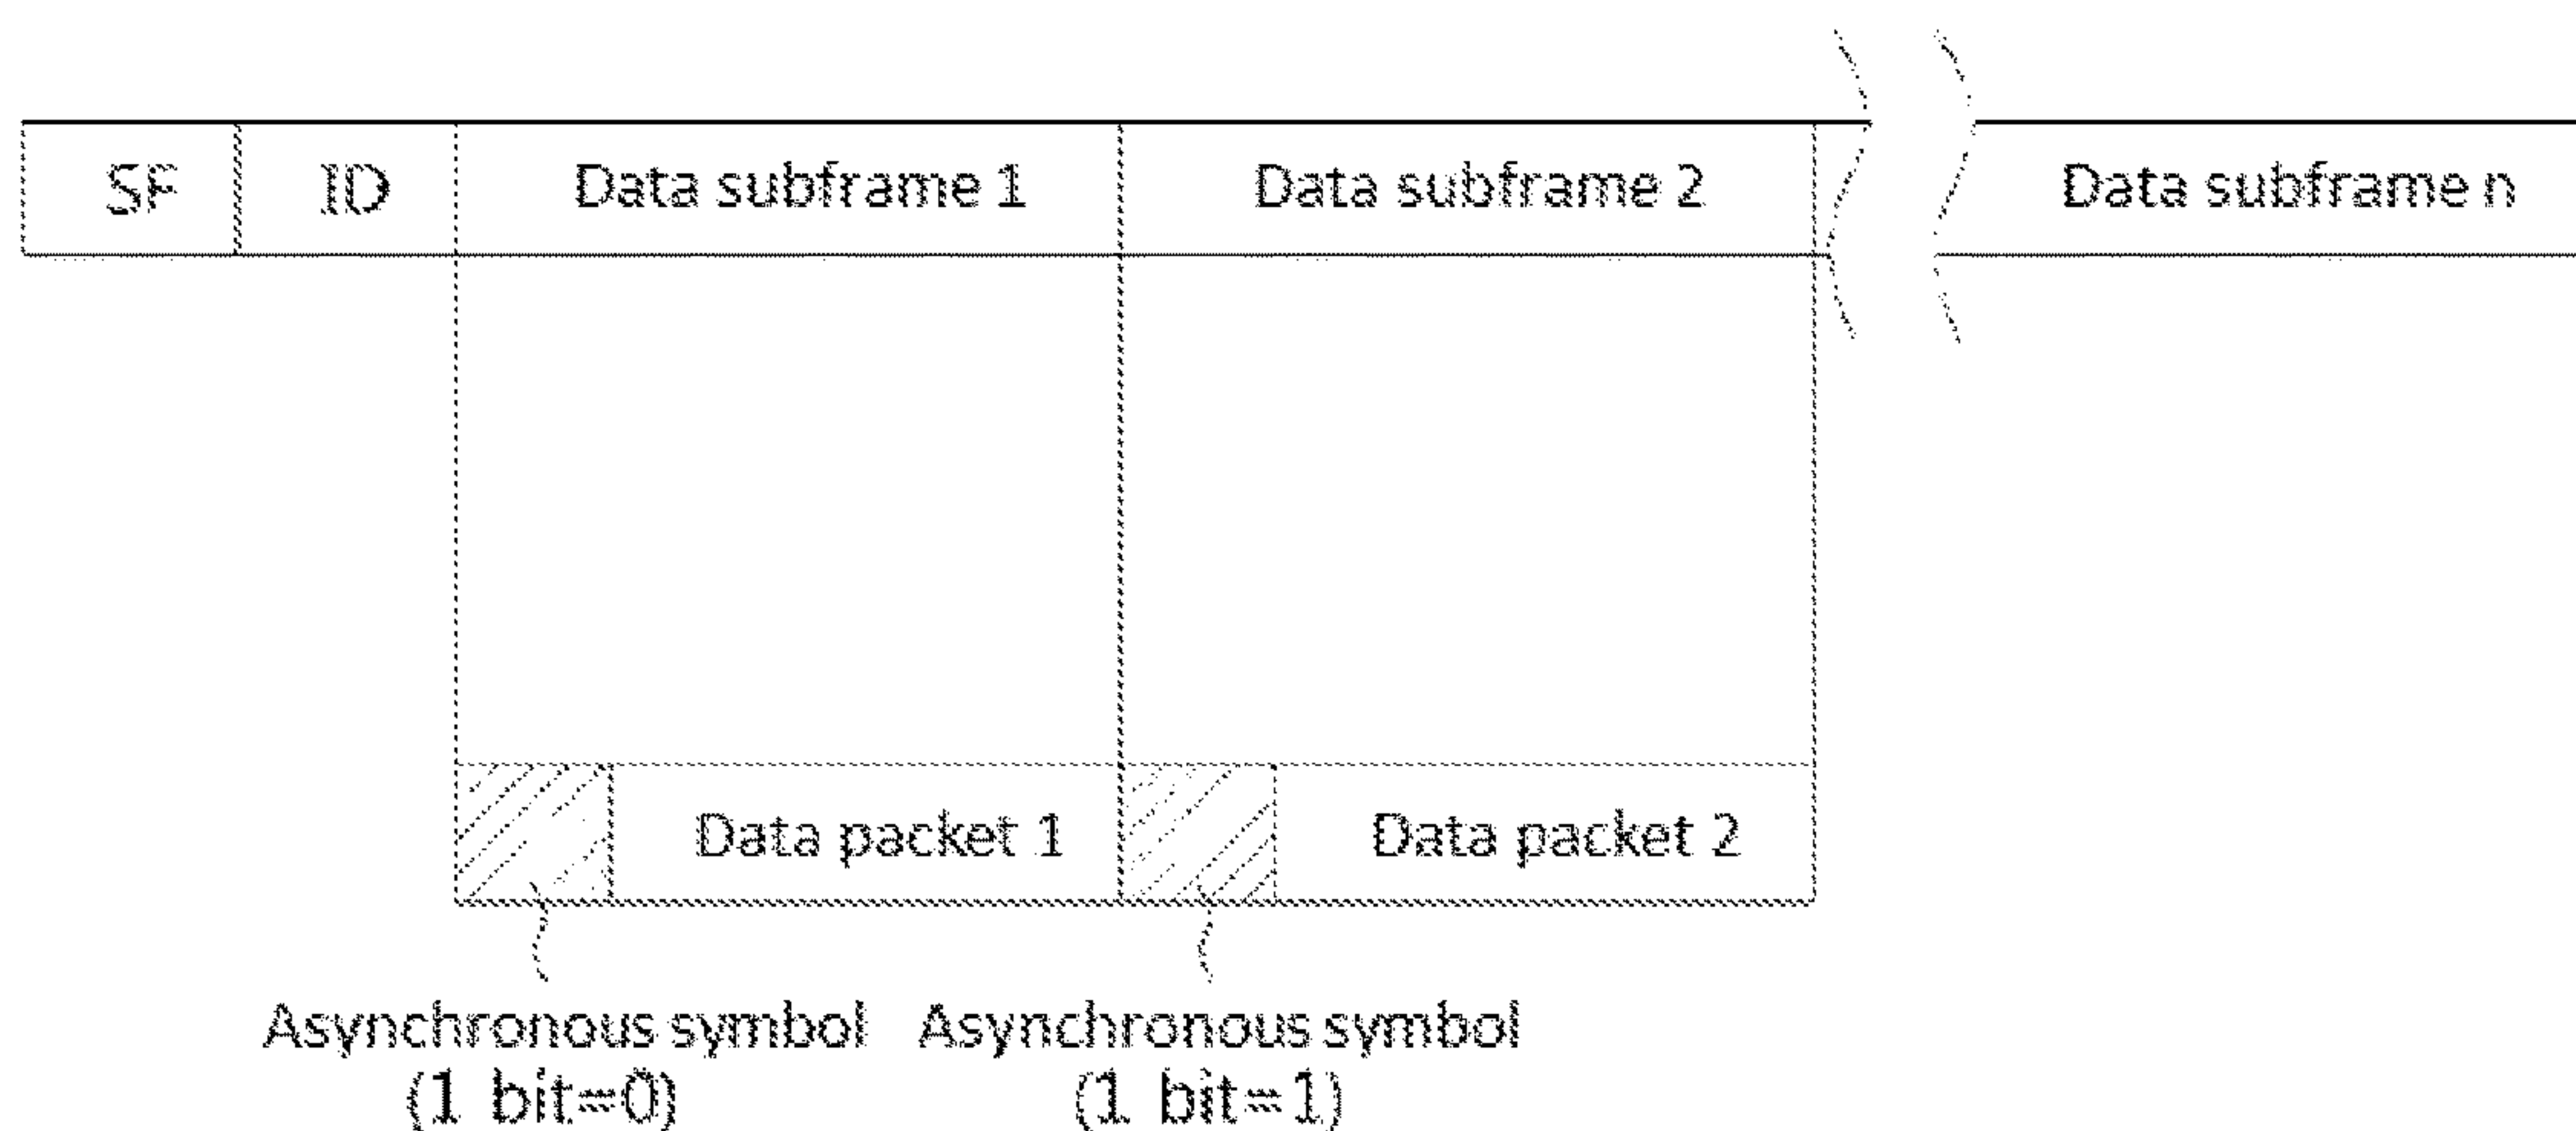 SF ID Data subframe 1 Data subframe 2 Data subframe n
Data packet 1 Data packet 2
Asynchronous symbol Asynchronous symbol
(1 bit=0) (1 bit=1)